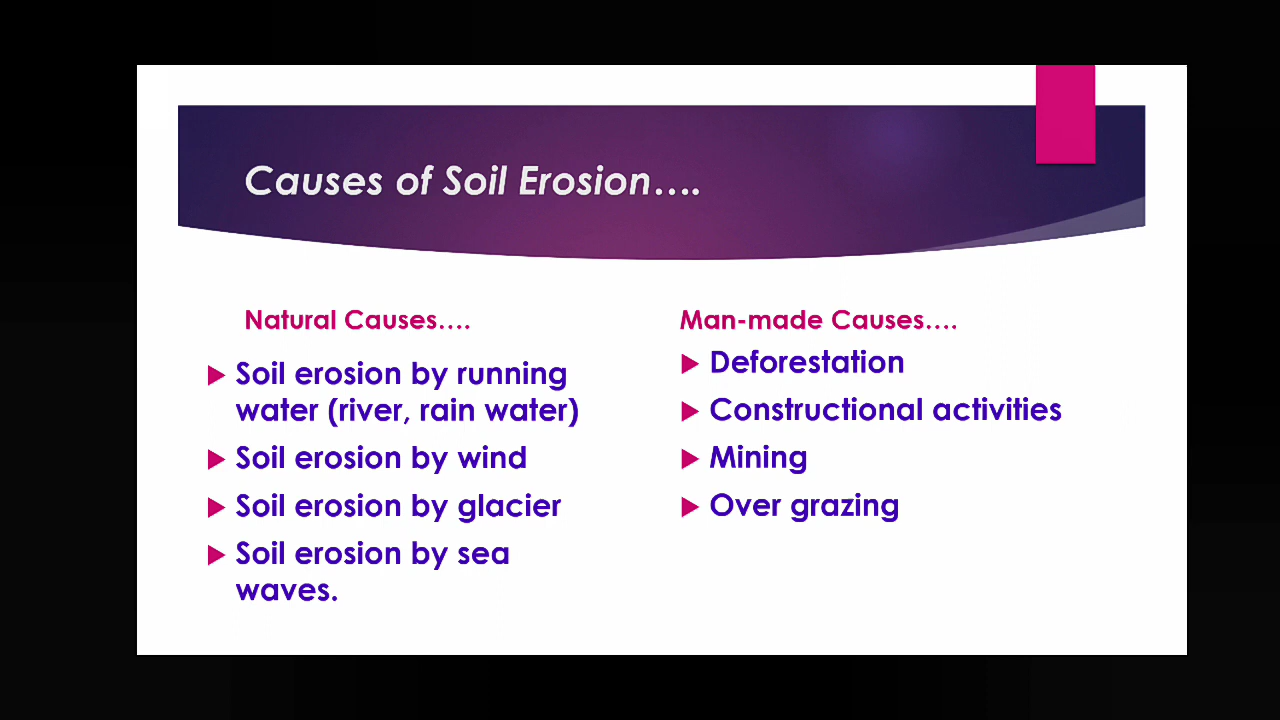 Causes of Soil Erosion....
Natural Causes....
Soil erosion by running
water (river, rain water)
Soil erosion by wind
Soil erosion by glacier
Soil erosion by sea
waves.
Man-made Causes....
Deforestation
Constructional activities
Mining
Over grazing